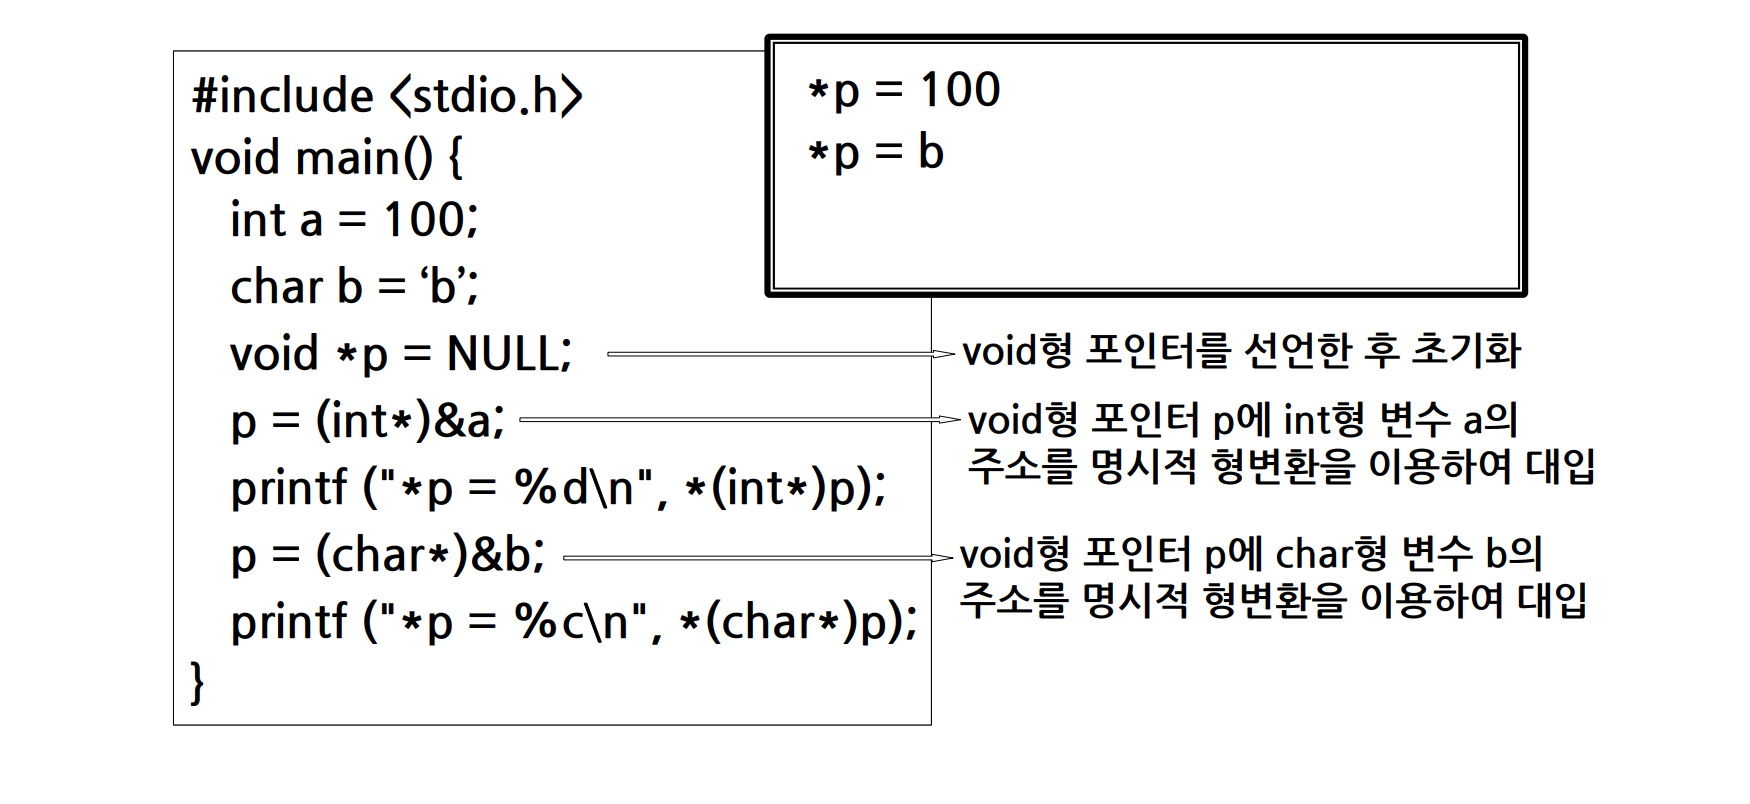 #include <stdio.h>
void main() {
int a = 100;
char b = ‘b’;
void *p = NULL;
p = (int*)&a;
printf ("*p = %d\n", *(int*)p);
p = (char*)&b;
printf ("*p = %c\n", *(char*)p);
}
*p = 100
*p = b
void형 포인터를 선언한 후 초기화
void형 포인터 p에 int형 변수 a의
주소를 명시적 형변환을 이용하여 대입
void형 포인터 p에 char형 변수 b의
주소를 명시적 형변환을 이용하여 대입